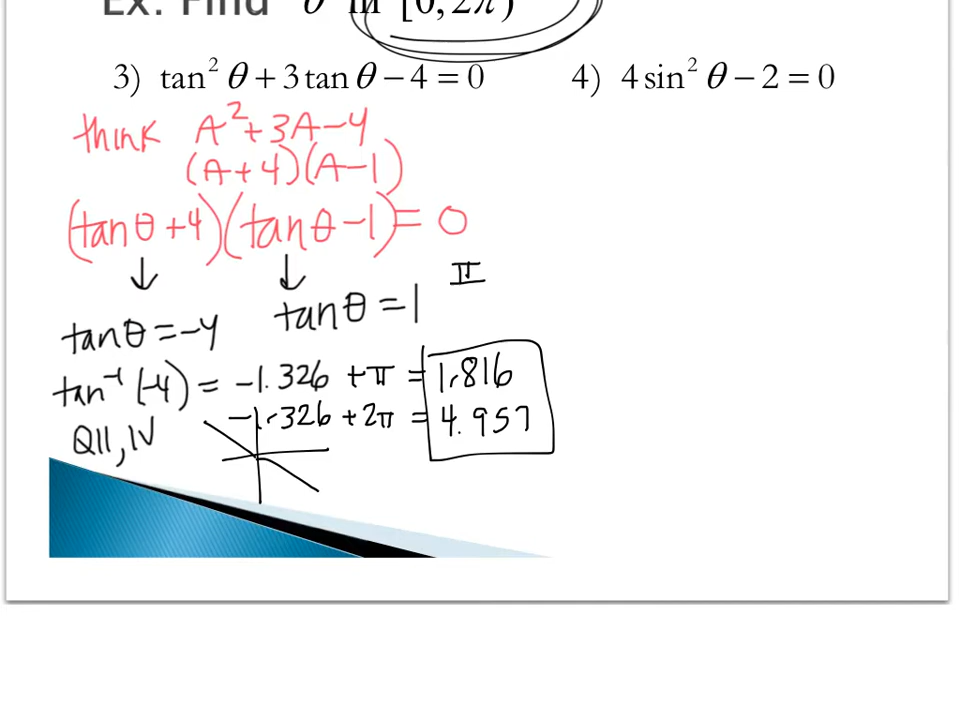 Ex: Find θ in [0, 2π)
3) tan² θ + 3 tan θ − 4 = 0
4) 4 sin² θ − 2 = 0
think A² + 3A − 4
(A + 4)(A − 1)
(tan θ + 4)(tan θ − 1) = 0
↓ ↓ π
tan θ = −4 tan θ = 1
tan⁻¹ (−4) = −1.326 + π = 1.816
−1.326 + 2π = 4.957
QII, IV